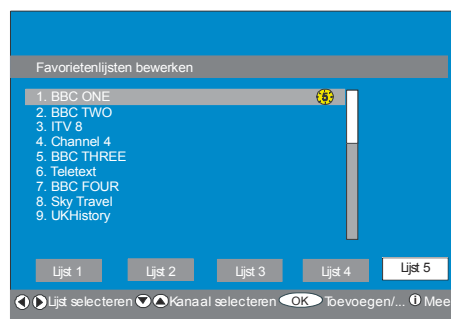 Favorietenlijsten bewerken
1. BBC ONE 5
2. BBC TWO
3. ITV 8
4. Channel 4
5. BBC THREE
6. Teletext
7. BBC FOUR
8. Sky Travel
9. UKHistory
Lijst 1 Lijst 2 Lijst 3 Lijst 4 Lijst 5
Lijst selecteren Kanaal selecteren OK Toevoegen/... i Mee